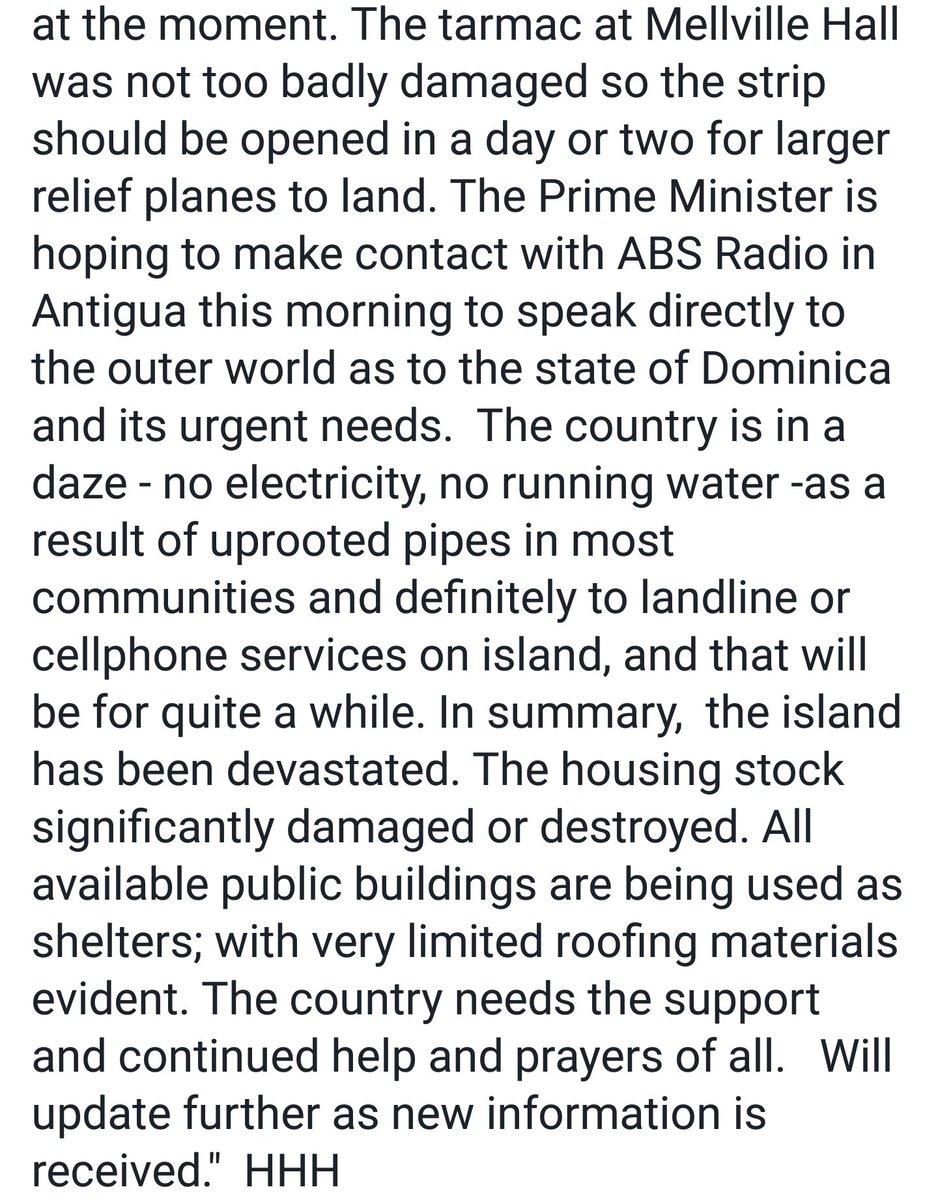 at the moment. The tarmac at Mellville Hall
was not too badly damaged so the strip
should be opened in a day or two for larger
relief planes to land. The Prime Minister is
hoping to make contact with ABS Radio in
Antigua this morning to speak directly to
the outer world as to the state of Dominica
and its urgent needs.  The country is in a
daze - no electricity, no running water -as a
result of uprooted pipes in most
communities and definitely to landline or
cellphone services on island, and that will
be for quite a while. In summary,  the island
has been devastated. The housing stock
significantly damaged or destroyed. All
available public buildings are being used as
shelters; with very limited roofing materials
evident. The country needs the support
and continued help and prayers of all.   Will
update further as new information is
received."  HHH